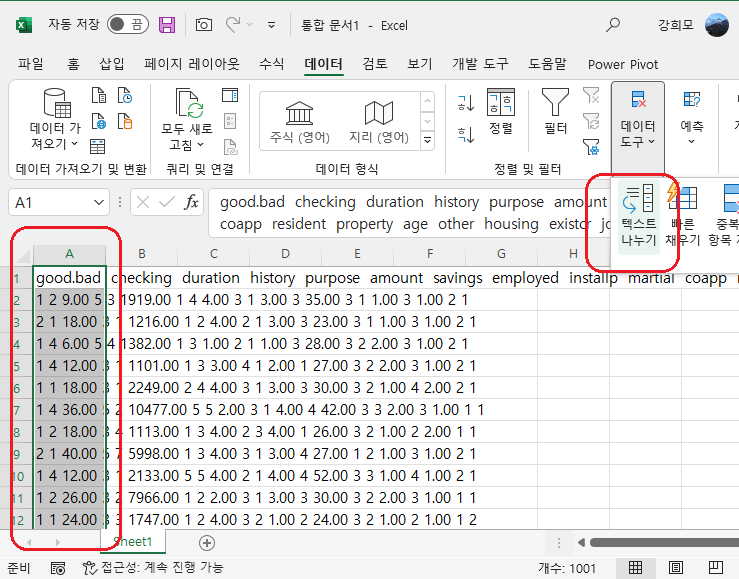 자동 저장 끔 통합 문서1 - Excel 강희모
파일 홈 삽입 페이지 레이아웃 수식 데이터 검토 보기 개발 도구 도움말 Power Pivot
데이터 가져오기 모두 새로 고침 주식 (영어) 지리 (영어) 정렬 필터 데이터 도구 예측
데이터 가져오기 및 변환 쿼리 및 연결 데이터 형식 정렬 및 필터
텍스트 나누기 빠른 채우기 중복 항목
A1 fx good.bad checking duration history purpose amount
coapp resident property age other housing existcr
A B C D E F G H
1 good.bad checking duration history purpose amount savings employed installp martial coapp
2 1 2 9.00 5 3 1919.00 1 4 4.00 3 1 3.00 3 35.00 3 1 1.00 3 1.00 2 1
3 2 1 18.00 3 1 1216.00 1 2 4.00 2 1 3.00 3 23.00 3 1 1.00 3 1.00 2 1
4 1 4 6.00 5 4 1382.00 1 3 1.00 2 1 1.00 3 28.00 3 2 2.00 3 1.00 2 1
5 1 4 12.00 3 1 1101.00 1 3 3.00 4 1 2.00 1 27.00 3 2 2.00 3 1.00 2 1
6 1 1 18.00 3 1 2249.00 2 4 4.00 3 1 3.00 3 30.00 3 2 1.00 4 2.00 2 1
7 1 4 36.00 5 2 10477.00 5 5 2.00 3 1 4.00 4 42.00 3 3 2.00 3 1.00 1 1
8 1 2 18.00 3 4 1113.00 1 3 4.00 2 3 4.00 1 26.00 3 2 1.00 2 2.00 1 1
9 2 1 40.00 5 7 5998.00 1 3 4.00 3 1 3.00 4 27.00 1 2 1.00 3 1.00 2 1
10 1 4 12.00 3 1 2133.00 5 5 4.00 2 1 4.00 4 52.00 3 3 1.00 4 1.00 2 1
11 1 2 26.00 3 2 7966.00 1 2 2.00 3 1 3.00 3 30.00 3 2 2.00 3 1.00 1 1
12 1 1 24.00 3 3 1747.00 1 2 4.00 3 2 1.00 2 24.00 3 2 1.00 2 1.00 1 2
Sheet1
준비 접근성: 계속 진행 가능 개수: 1001